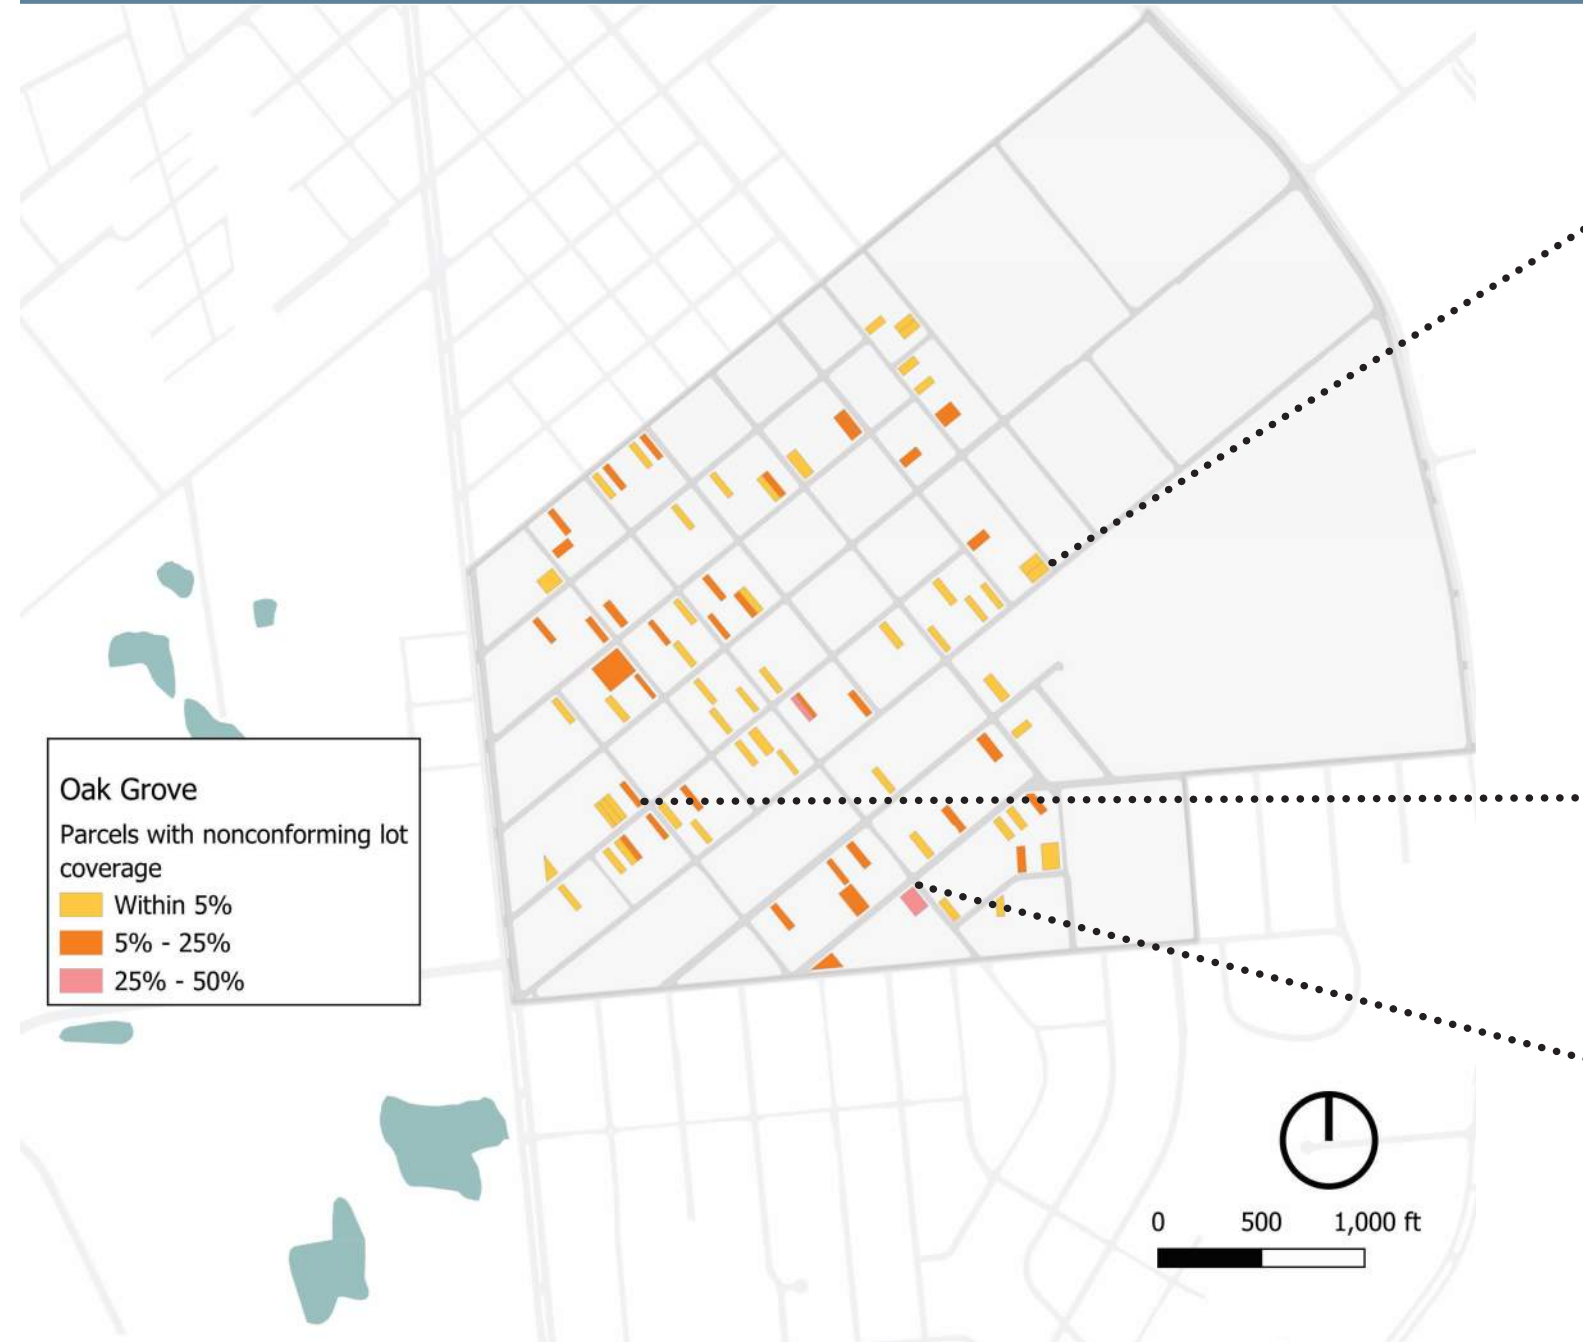 Oak Grove
Parcels with nonconforming lot
coverage
Within 5%
5% - 25%
25% - 50%
0 500 1,000 ft